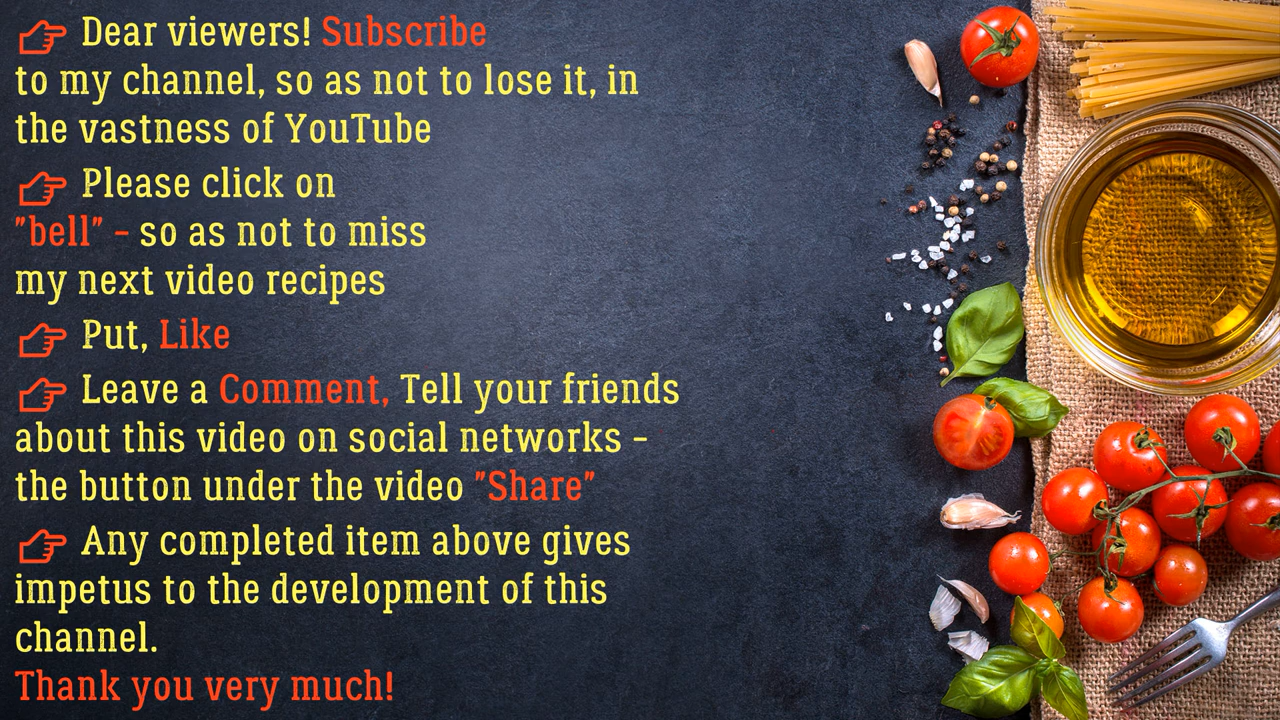 Dear viewers! Subscribe
to my channel, so as not to lose it, in
the vastness of YouTube
Please click on
"bell" - so as not to miss
my next video recipes
Put, Like
Leave a Comment, Tell your friends
about this video on social networks -
the button under the video "Share"
Any completed item above gives
impetus to the development of this
channel.
Thank you very much!